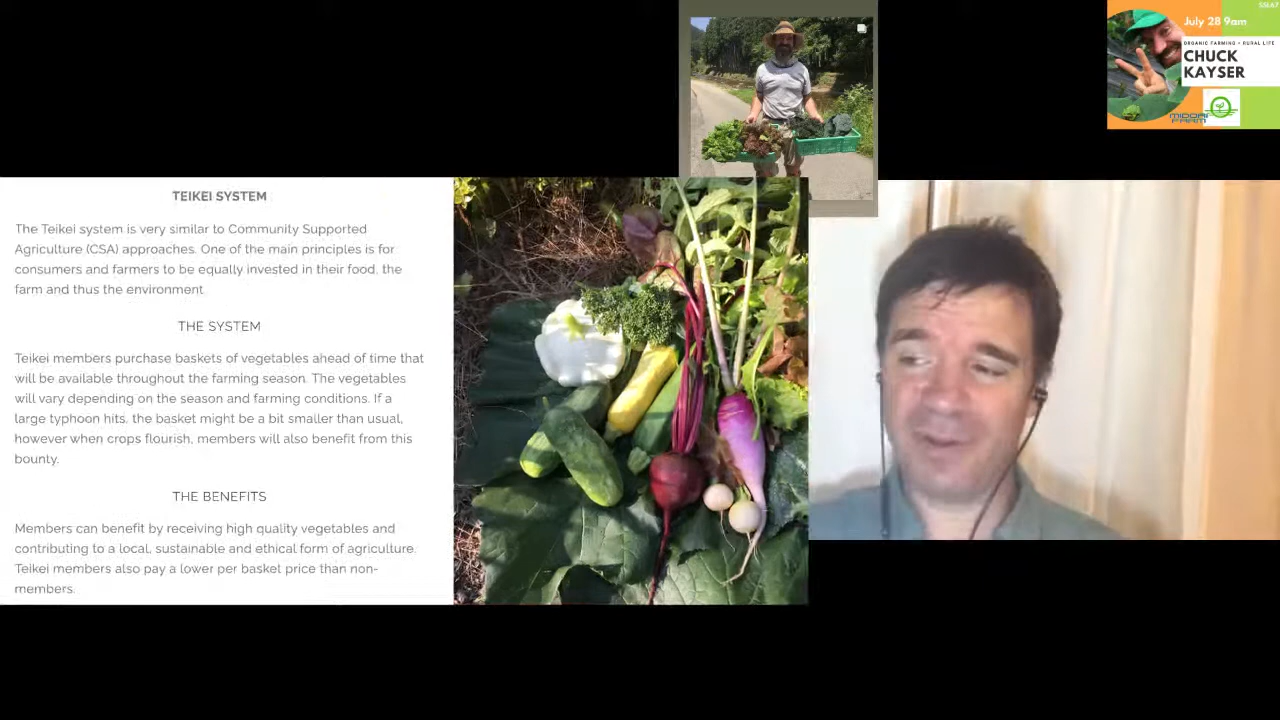 TEIKEI SYSTEM
The Teikei system is very similar to Community Supported
Agriculture (CSA) approaches. One of the main principles is for
consumers and farmers to be equally invested in their food, the
farm and thus the environment.
THE SYSTEM
Teikei members purchase baskets of vegetables ahead of time that
will be available throughout the farming season. The vegetables
will vary depending on the season and farming conditions. If a
large typhoon hits, the basket might be a bit smaller than usual,
however when crops flourish, members will also benefit from this
bounty.
THE BENEFITS
Members can benefit by receiving high quality vegetables and
contributing to a local, sustainable and ethical form of agriculture.
Teikei members also pay a lower per basket price than non-
members.
SSIA7
July 28 9am
ORGANIC FARMING + RURAL LIFE
CHUCK
KAYSER
MIDORI
FARM